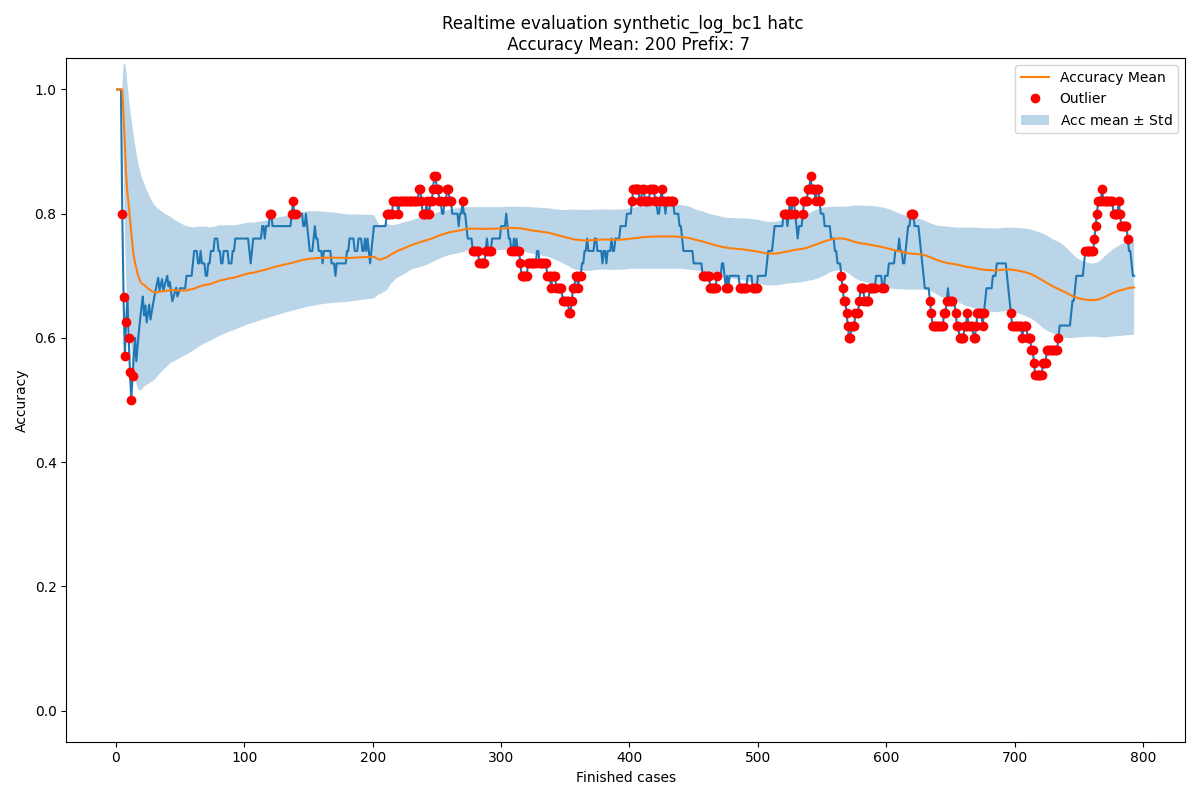 Realtime evaluation synthetic_log_bc1 hatc
Accuracy Mean: 200 Prefix: 7
Accuracy Mean
Outlier
Acc mean ± Std
1.0
0.8
0.6
0.4
0.2
0.0
Accuracy
0 100 200 300 400 500 600 700 800
Finished cases